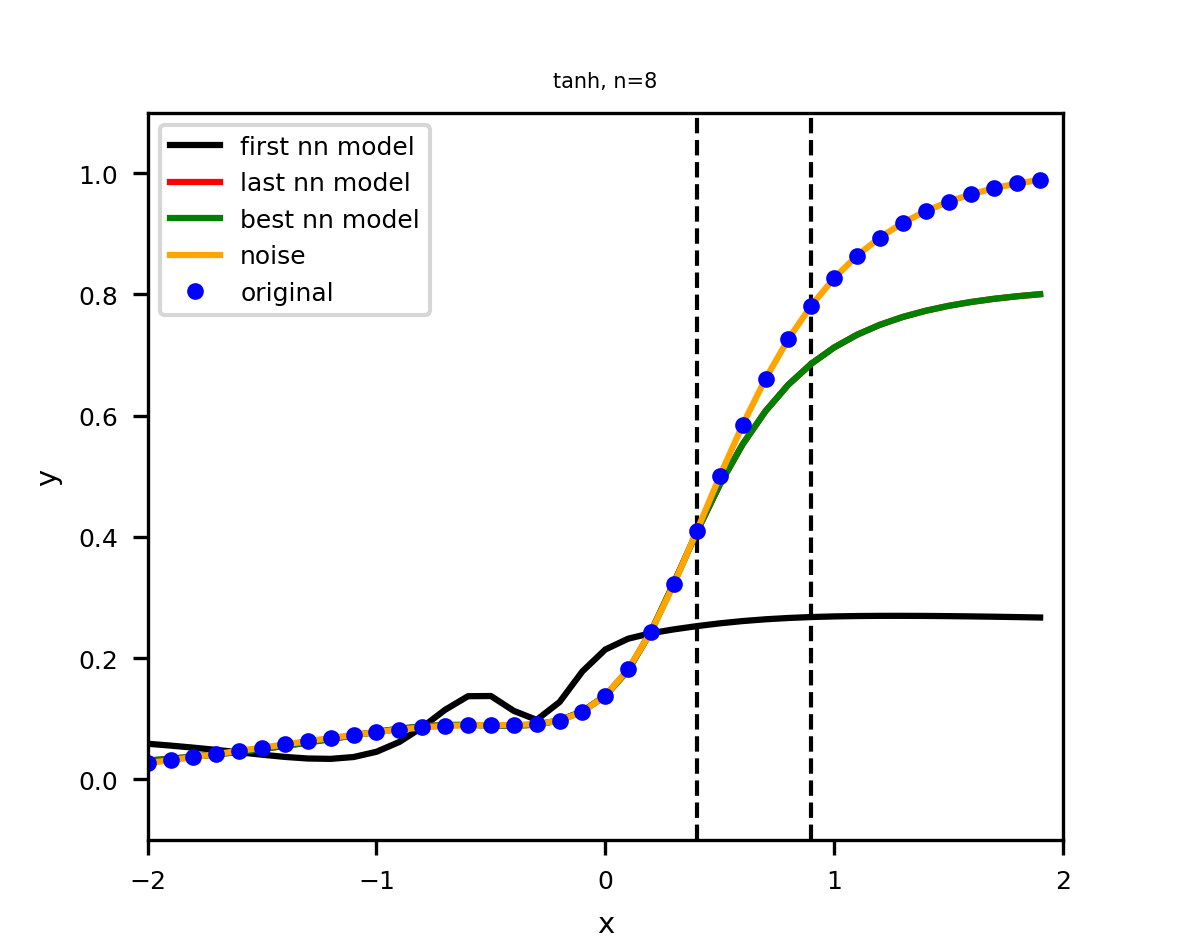 tanh, n=8
first nn model
last nn model
best nn model
noise
original
1.0
0.8
0.6
0.4
0.2
0.0
y
−2 −1 0 1 2
x